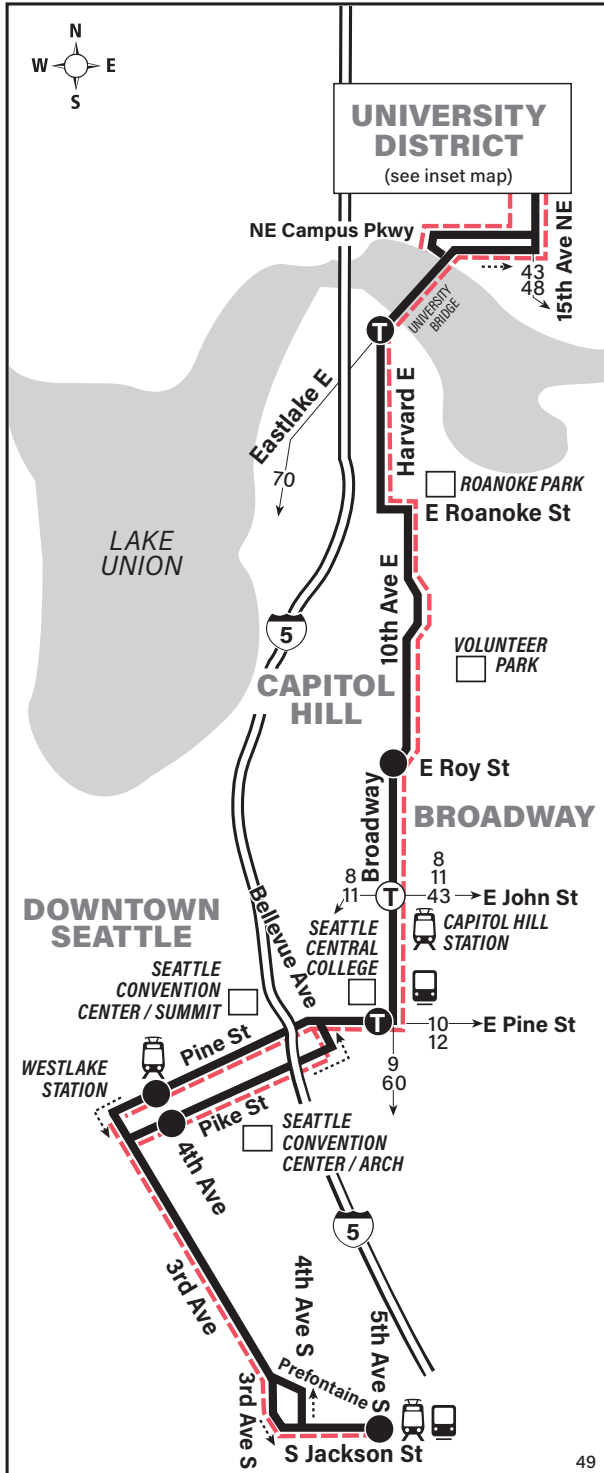 N
W E
S
UNIVERSITY
DISTRICT
(see inset map)
NE Campus Pkwy
15th Ave NE
43
48
UNIVERSITY
BRIDGE
T
Eastlake E
70
Harvard E
ROANOKE PARK
E Roanoke St
LAKE
UNION
10th Ave E
5
VOLUNTEER
PARK
CAPITOL
HILL
E Roy St
Broadway
BROADWAY
8
11
T
8
11
43
E John St
CAPITOL HILL
STATION
DOWNTOWN
SEATTLE
Bellevue Ave
SEATTLE
CENTRAL
COLLEGE
SEATTLE
CONVENTION
CENTER / SUMMIT
T
10
12
E Pine St
9
60
Pine St
WESTLAKE
STATION
Pike St
4th Ave
SEATTLE
CONVENTION
CENTER / ARCH
5
3rd Ave
4th Ave S
5th Ave S
Prefontaine
3rd Ave S
S Jackson St
49